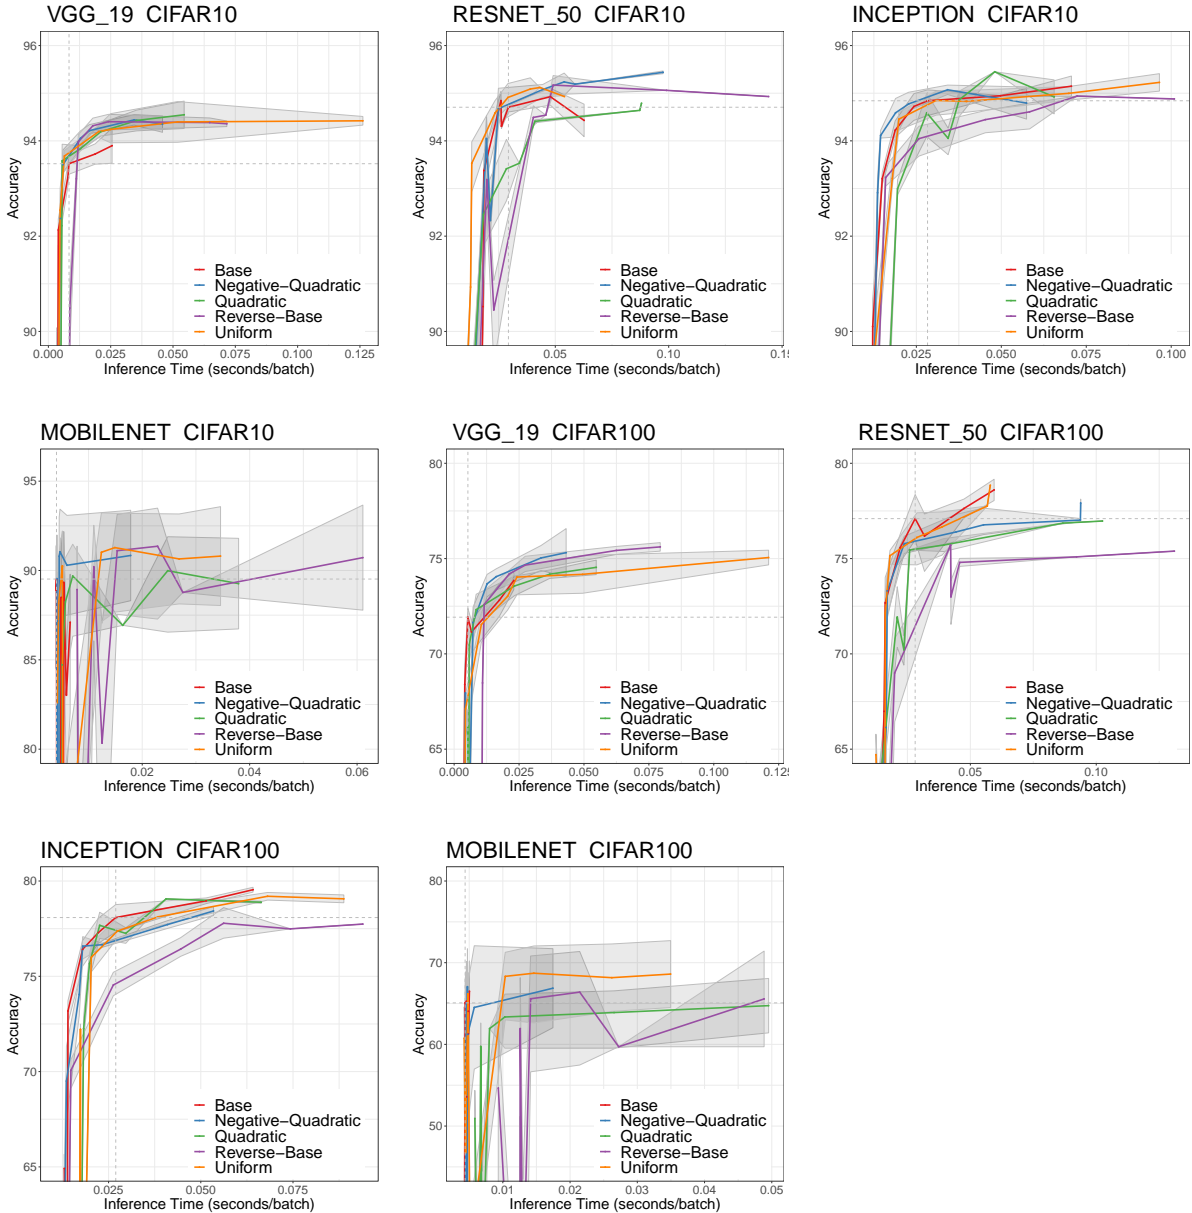 VGG_19 CIFAR10
96
94
92
90
Accuracy
0.000 0.025 0.050 0.075 0.100 0.125
Inference Time (seconds/batch)
Base
Negative−Quadratic
Quadratic
Reverse−Base
Uniform
RESNET_50 CIFAR10
96
94
92
90
Accuracy
0.05 0.10 0.15
Inference Time (seconds/batch)
Base
Negative−Quadratic
Quadratic
Reverse−Base
Uniform
INCEPTION CIFAR10
96
94
92
90
Accuracy
0.025 0.050 0.075 0.100
Inference Time (seconds/batch)
Base
Negative−Quadratic
Quadratic
Reverse−Base
Uniform
MOBILENET CIFAR10
95
90
85
80
Accuracy
0.02 0.04 0.06
Inference Time (seconds/batch)
Base
Negative−Quadratic
Quadratic
Reverse−Base
Uniform
VGG_19 CIFAR100
80
75
70
65
Accuracy
0.000 0.025 0.050 0.075 0.100 0.125
Inference Time (seconds/batch)
Base
Negative−Quadratic
Quadratic
Reverse−Base
Uniform
RESNET_50 CIFAR100
80
75
70
65
Accuracy
0.05 0.10
Inference Time (seconds/batch)
Base
Negative−Quadratic
Quadratic
Reverse−Base
Uniform
INCEPTION CIFAR100
80
75
70
65
Accuracy
0.025 0.050 0.075
Inference Time (seconds/batch)
Base
Negative−Quadratic
Quadratic
Reverse−Base
Uniform
MOBILENET CIFAR100
80
70
60
50
Accuracy
0.01 0.02 0.03 0.04 0.05
Inference Time (seconds/batch)
Base
Negative−Quadratic
Quadratic
Reverse−Base
Uniform